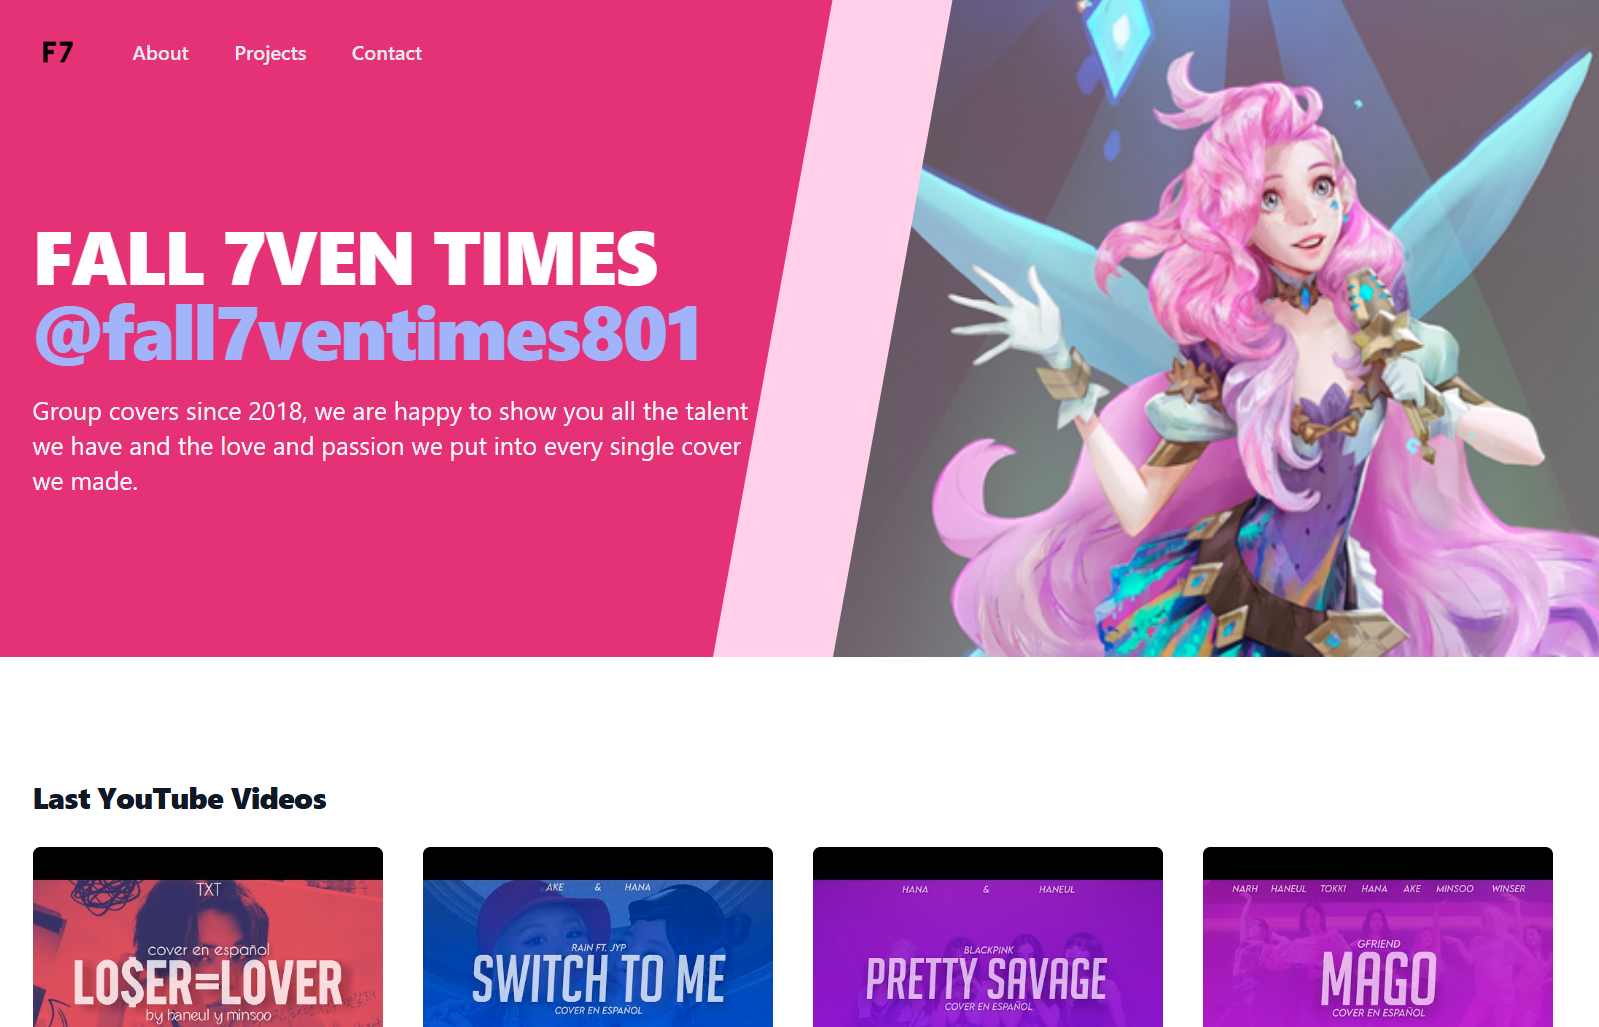 F7 About Projects Contact
FALL 7VEN TIMES
@fall7ventimes801
Group covers since 2018, we are happy to show you all the talent
we have and the love and passion we put into every single cover
we made.
Last YouTube Videos
TXT
cover en español
LO$ER=LOVER
by haneul y minsoo
AKE & HANA
RAIN FT. JYP
SWITCH TO ME
COVER EN ESPAÑOL
HANA & HANEUL
BLACKPINK
PRETTY SAVAGE
COVER EN ESPAÑOL
NARH HANEUL TOKKI HANA AKE MINSOO WINSER
GFRIEND
MAGO
COVER EN ESPAÑOL